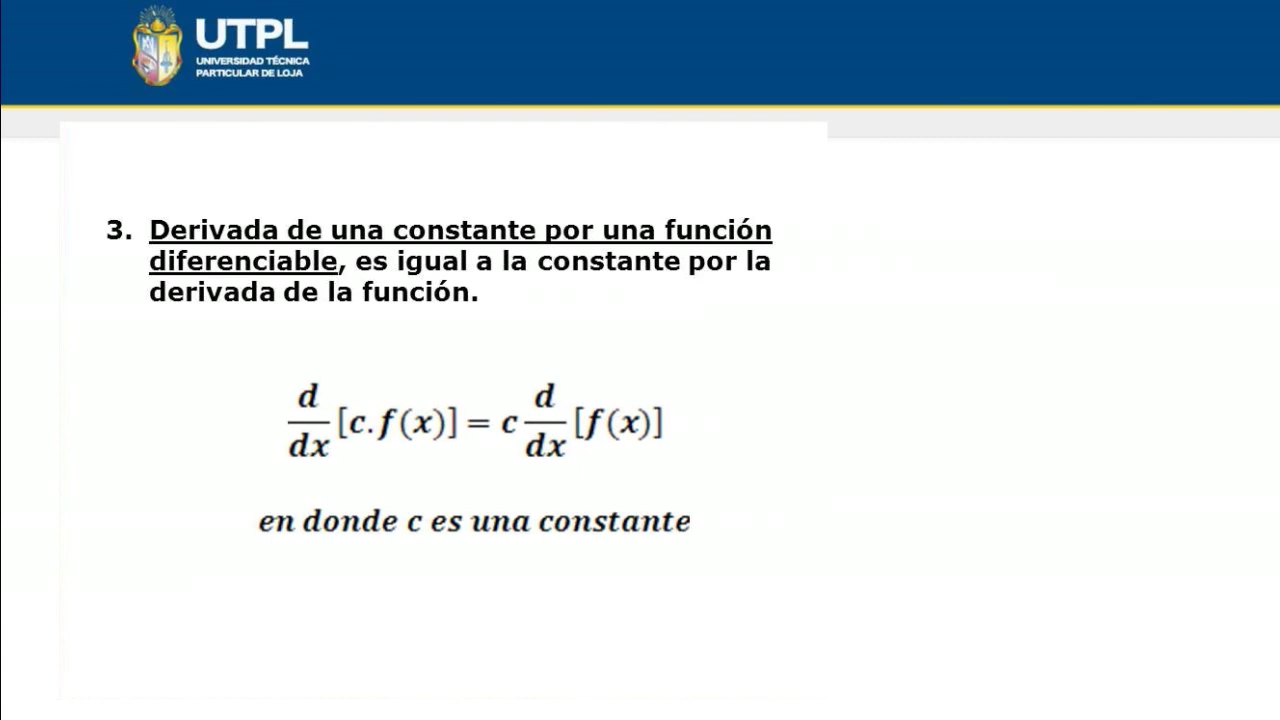 UTPL
UNIVERSIDAD TÉCNICA
PARTICULAR DE LOJA
3. Derivada de una constante por una función
diferenciable, es igual a la constante por la
derivada de la función.
d/dx [c.f(x)] = c d/dx [f(x)]
en donde c es una constante